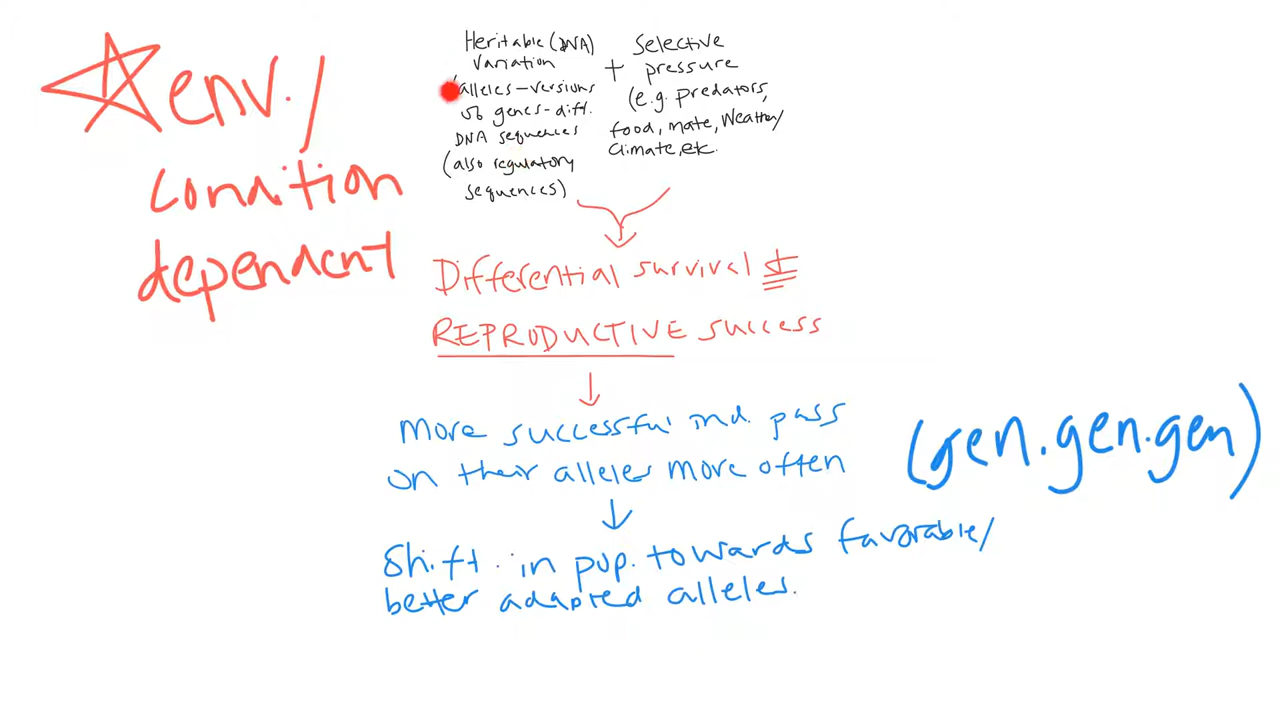 env./
condition
dependent
Heritable (DNA)
variation
(alleles - versions
of genes - diff.
DNA sequences
(also regulatory
sequences)
+
Selective
pressure
(e.g. predators,
food, mate, Weather/
Climate, etc.
Differential survival &
REPRODUCTIVE success
More successful ind. pass
on their alleles more often
(gen. gen. gen)
Shift in pop. towards favorable/
better adapted alleles.